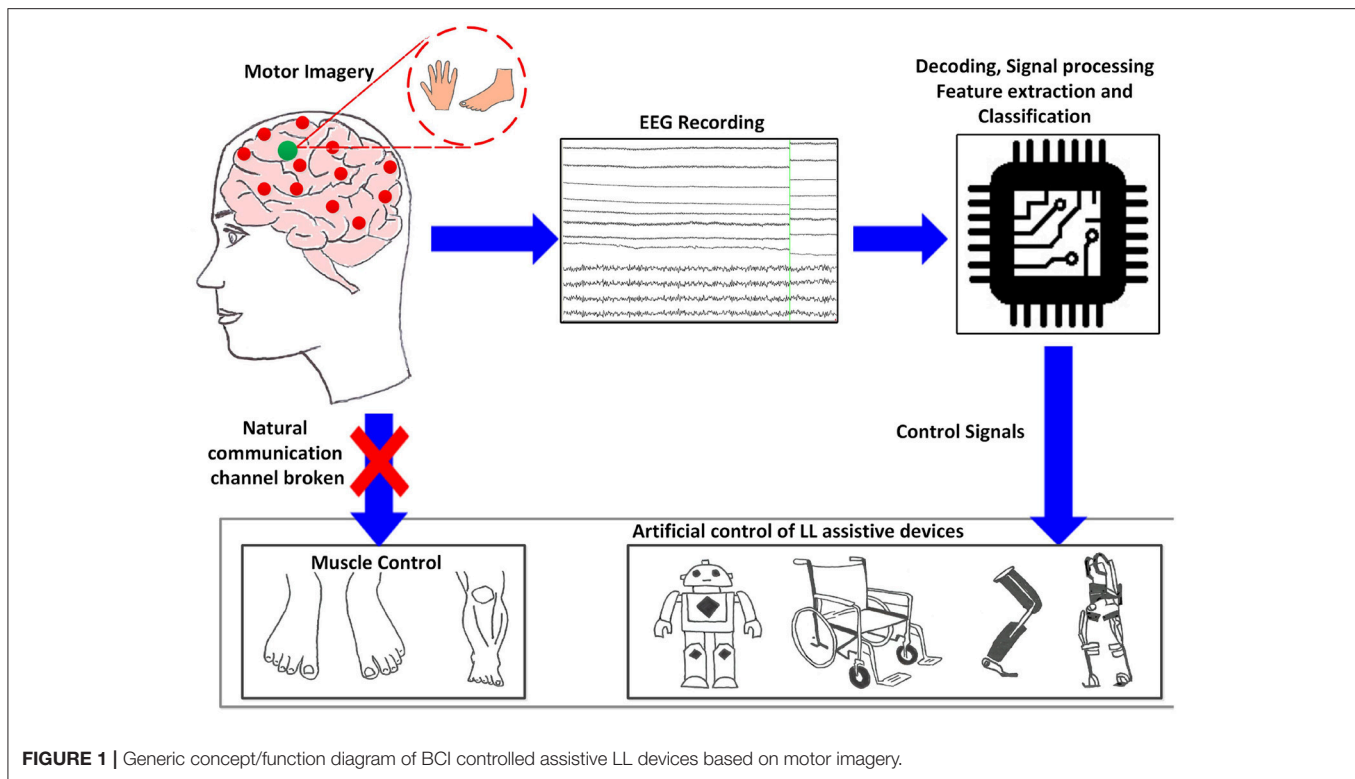 Motor Imagery
EEG Recording
Decoding, Signal processing
Feature extraction and
Classification
Natural
communication
channel broken
Control Signals
Muscle Control
Artificial control of LL assistive devices
FIGURE 1 | Generic concept/function diagram of BCI controlled assistive LL devices based on motor imagery.